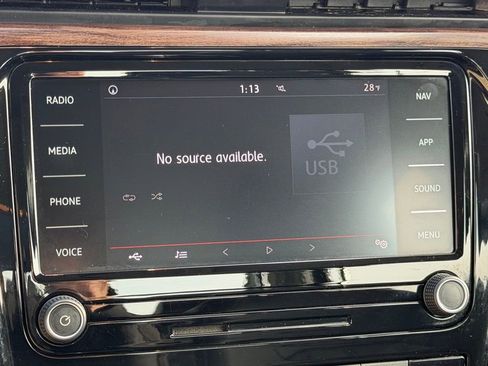 1:13
28°F
RADIO
MEDIA
PHONE
VOICE
No source available.
USB
NAV
APP
SOUND
MENU